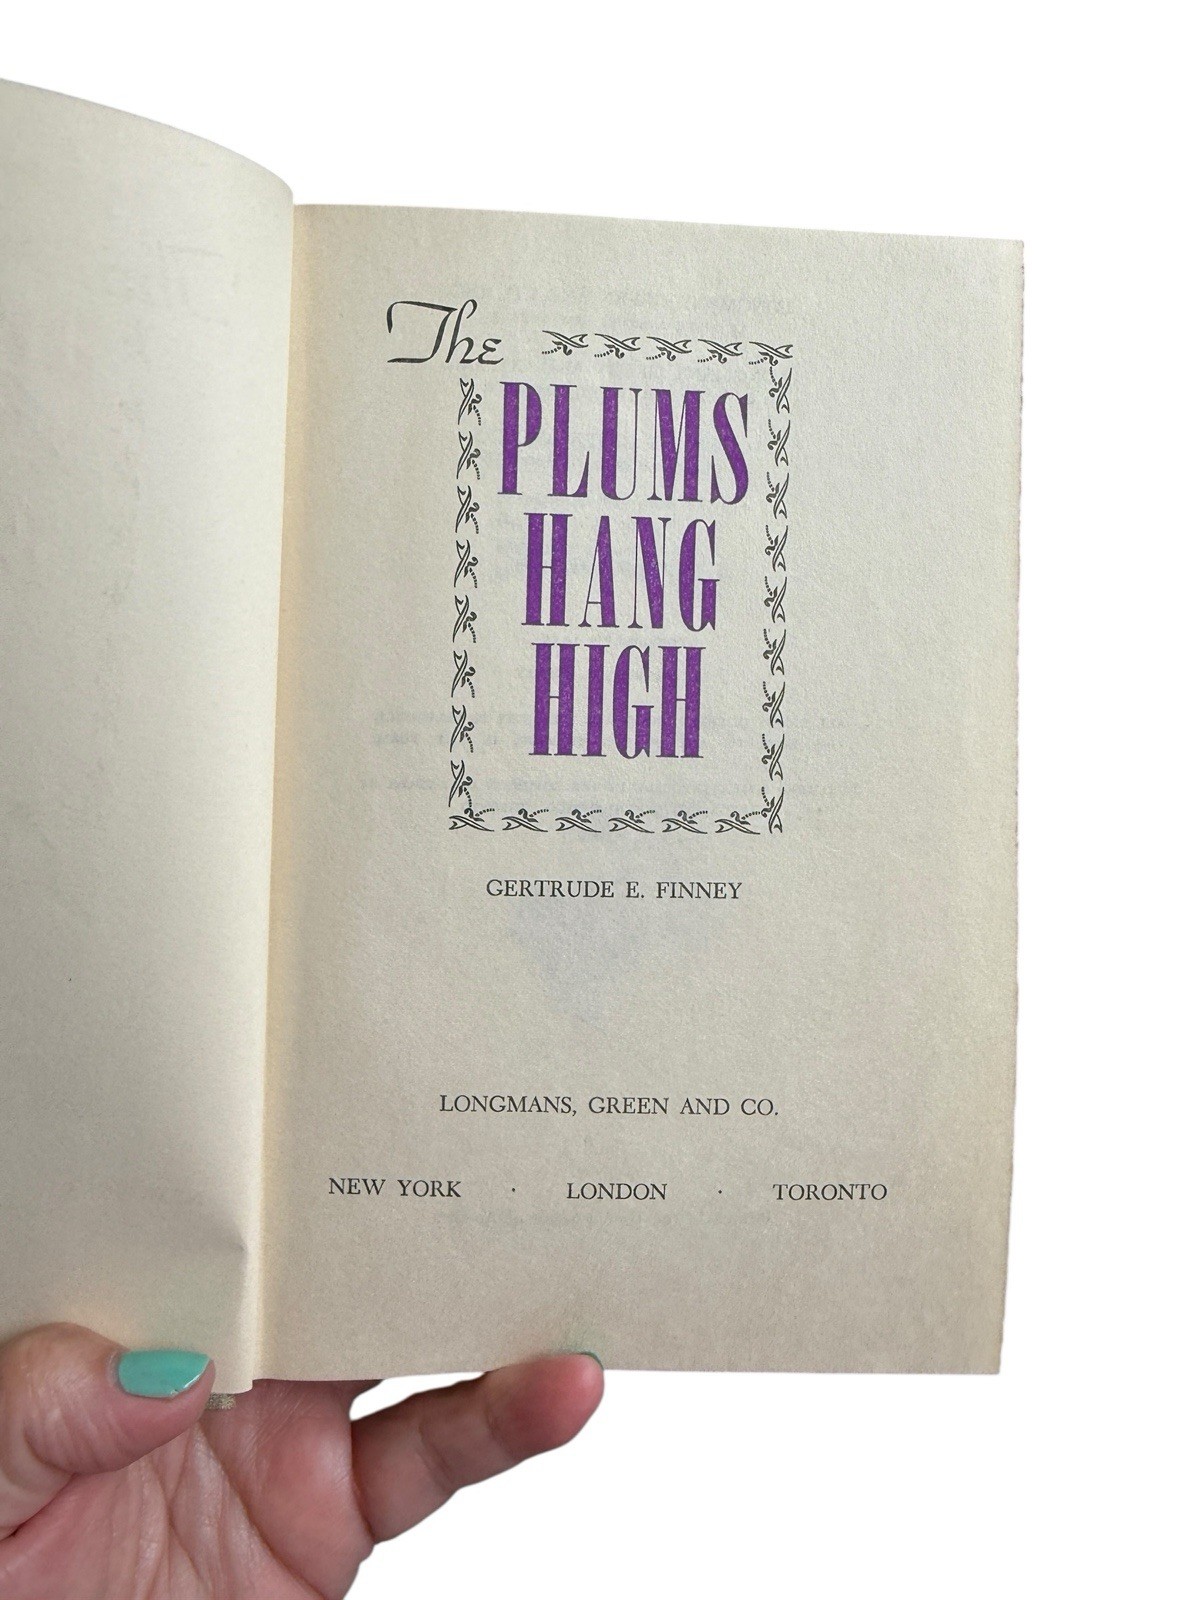 The
PLUMS
HANG
HIGH
GERTRUDE E. FINNEY
LONGMANS, GREEN AND CO.
NEW YORK · LONDON · TORONTO